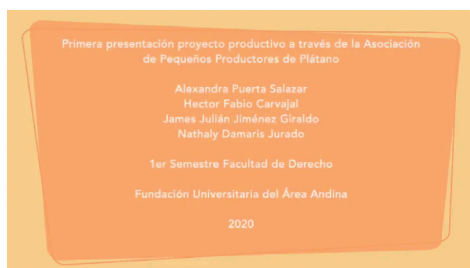 Primera presentación proyecto productivo a través de la Asociación
de Pequeños Productores de Plátano
Alexandra Puerta Salazar
Hector Fabio Carvajal
James Julián Jiménez Giraldo
Nathaly Damaris Jurado
1er Semestre Facultad de Derecho
Fundación Universitaria del Área Andina
2020